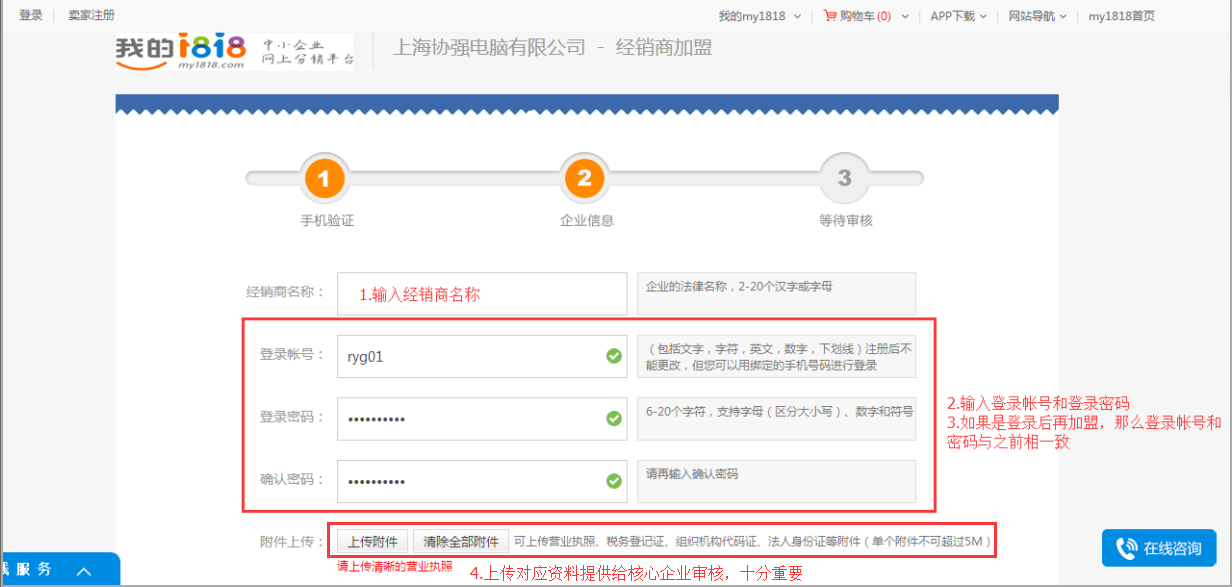 登录
卖家注册
我的my1818
购物车(0)
APP下载
网站导航
my1818首页
我的1818
my1818.com
中小企业
网上分销平台
上海协强电脑有限公司 - 经销商加盟
1
2
3
手机验证
企业信息
等待审核
经销商名称：
1.输入经销商名称
企业的法律名称，2-20个汉字或字母
登录帐号：
ryg01
（包括文字，字符，英文，数字，下划线）注册后不
能更改，但您可以用绑定的手机号码进行登录
登录密码：
••••••••••
6-20个字符，支持字母（区分大小写）、数字和符号
2.输入登录帐号和登录密码
3.如果是登录后再加盟，那么登录帐号和
密码与之前相一致
确认密码：
••••••••••
请再输入确认密码
附件上传：
上传附件
清除全部附件
可上传营业执照、税务登记证、组织机构代码证、法人身份证等附件（单个附件不可超过5M）
请上传清晰的营业执照
4.上传对应资料提供给核心企业审核，十分重要
服务
在线咨询